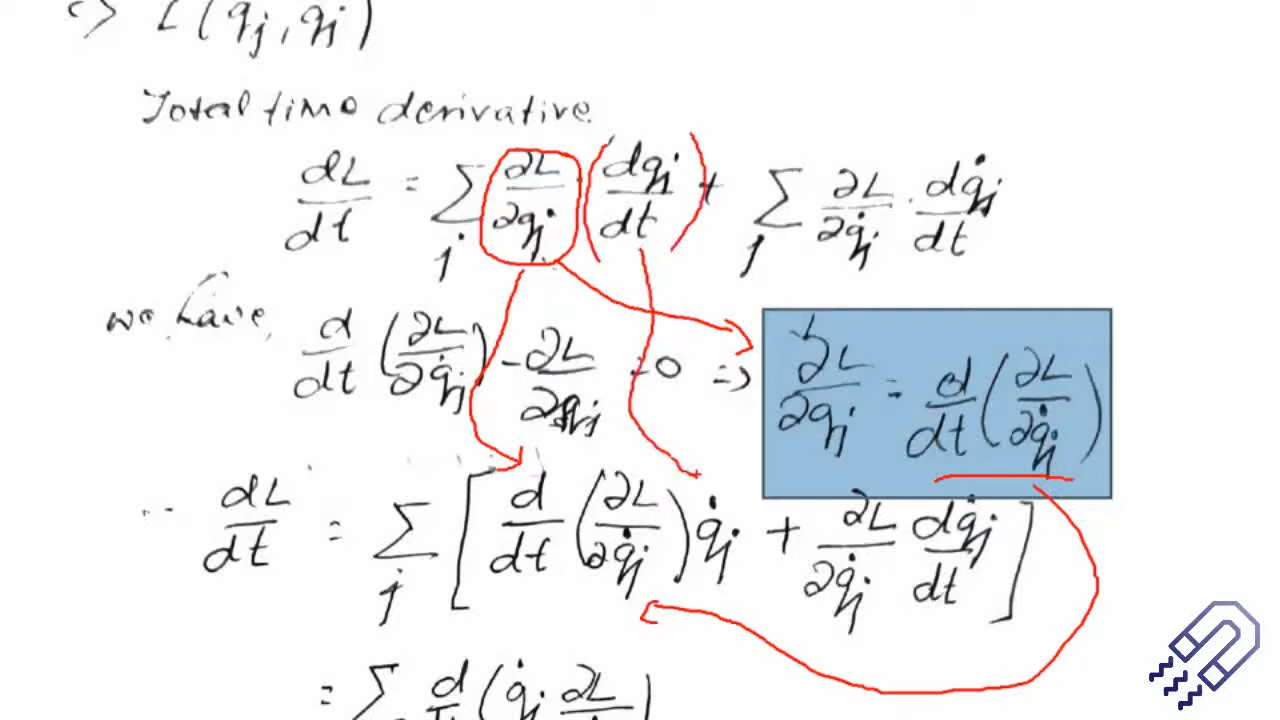 => L(qj, q̇j)
Total time derivative.
dL/dt = Σj ∂L/∂qj · (dqj/dt) + Σj ∂L/∂q̇j · dq̇j/dt
we have, d/dt (∂L/∂q̇j) - ∂L/∂qj = 0 => ∂L/∂qj = d/dt (∂L/∂q̇j)
∴ dL/dt = Σj [ d/dt (∂L/∂q̇j) q̇j + ∂L/∂q̇j dq̇j/dt ]
= Σ d/dt (q̇j ∂L/